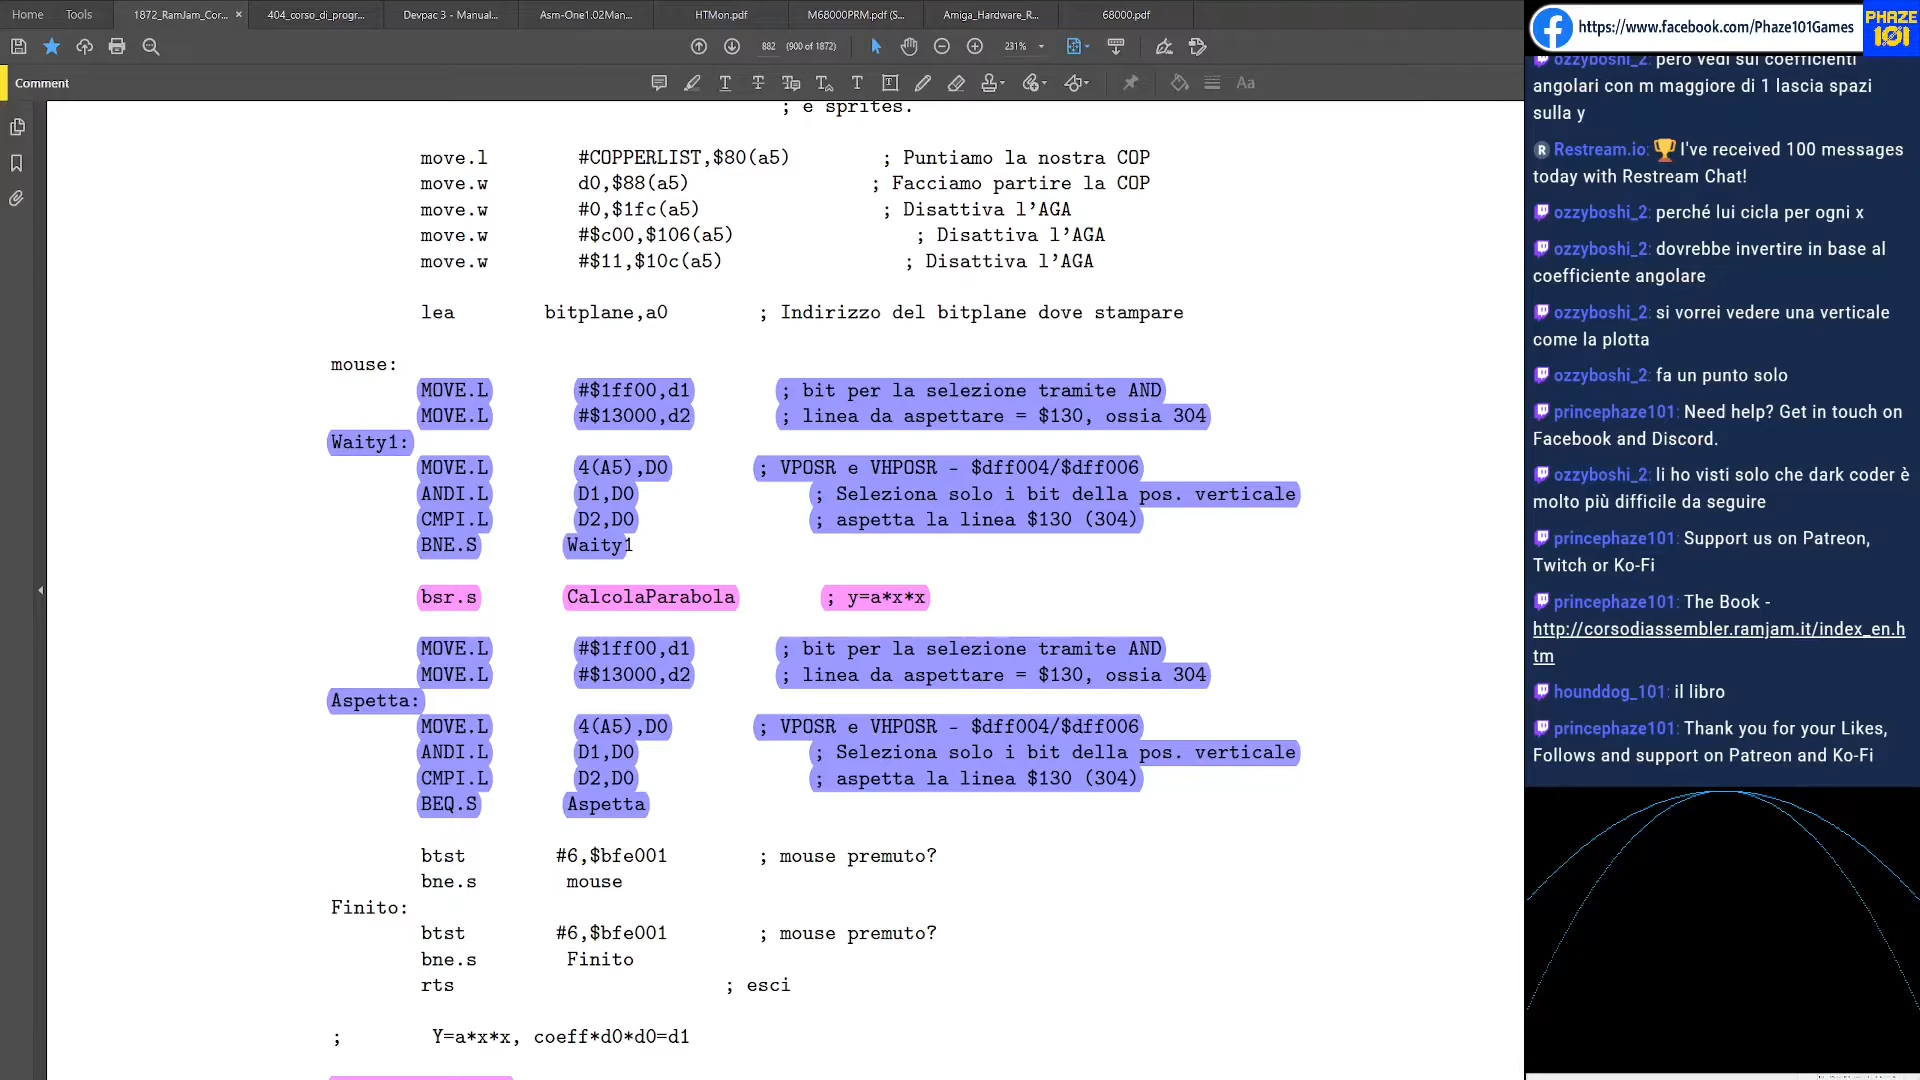 Home
Tools
1872_RamJam_Cor...
404_corso_di_progr...
Devpac 3 - Manual...
Asm-One1.02Man...
HTMon.pdf
M68000PRM.pdf (S...
Amiga_Hardware_R...
68000.pdf
882 (900 of 1872)
231%
Comment
; e sprites.
move.l #COPPERLIST,$80(a5) ; Puntiamo la nostra COP
move.w d0,$88(a5) ; Facciamo partire la COP
move.w #0,$1fc(a5) ; Disattiva l'AGA
move.w #$c00,$106(a5) ; Disattiva l'AGA
move.w #$11,$10c(a5) ; Disattiva l'AGA
lea bitplane,a0 ; Indirizzo del bitplane dove stampare
mouse:
MOVE.L #$1ff00,d1 ; bit per la selezione tramite AND
MOVE.L #$13000,d2 ; linea da aspettare = $130, ossia 304
Waity1:
MOVE.L 4(A5),D0 ; VPOSR e VHPOSR - $dff004/$dff006
ANDI.L D1,D0 ; Seleziona solo i bit della pos. verticale
CMPI.L D2,D0 ; aspetta la linea $130 (304)
BNE.S Waity1
bsr.s CalcolaParabola ; y=a*x*x
MOVE.L #$1ff00,d1 ; bit per la selezione tramite AND
MOVE.L #$13000,d2 ; linea da aspettare = $130, ossia 304
Aspetta:
MOVE.L 4(A5),D0 ; VPOSR e VHPOSR - $dff004/$dff006
ANDI.L D1,D0 ; Seleziona solo i bit della pos. verticale
CMPI.L D2,D0 ; aspetta la linea $130 (304)
BEQ.S Aspetta
btst #6,$bfe001 ; mouse premuto?
bne.s mouse
Finito:
btst #6,$bfe001 ; mouse premuto?
bne.s Finito
rts ; esci
; Y=a*x*x, coeff*d0*d0=d1
https://www.facebook.com/Phaze101Games
PHAZE
101
ozzyboshi_2: però vedi sui coefficienti
angolari con m maggiore di 1 lascia spazi
sulla y
Restream.io: 🏆 I've received 100 messages
today with Restream Chat!
ozzyboshi_2: perché lui cicla per ogni x
ozzyboshi_2: dovrebbe invertire in base al
coefficiente angolare
ozzyboshi_2: si vorrei vedere una verticale
come la plotta
ozzyboshi_2: fa un punto solo
princephaze101: Need help? Get in touch on
Facebook and Discord.
ozzyboshi_2: li ho visti solo che dark coder è
molto più difficile da seguire
princephaze101: Support us on Patreon,
Twitch or Ko-Fi
princephaze101: The Book -
http://corsodiassembler.ramjam.it/index_en.h
tm
hounddog_101: il libro
princephaze101: Thank you for your Likes,
Follows and support on Patreon and Ko-Fi